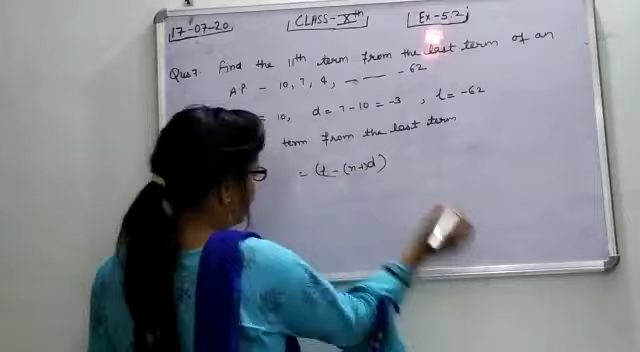 17-07-20 CLASS-Xth Ex-5.2
Ques 7. Find the 11th term from the last term of an
A.P. - 10, 7, 4, — — -62
= 10, d = 7-10 = -3, l = -62
term from the last term
= (l - (n-1)d)